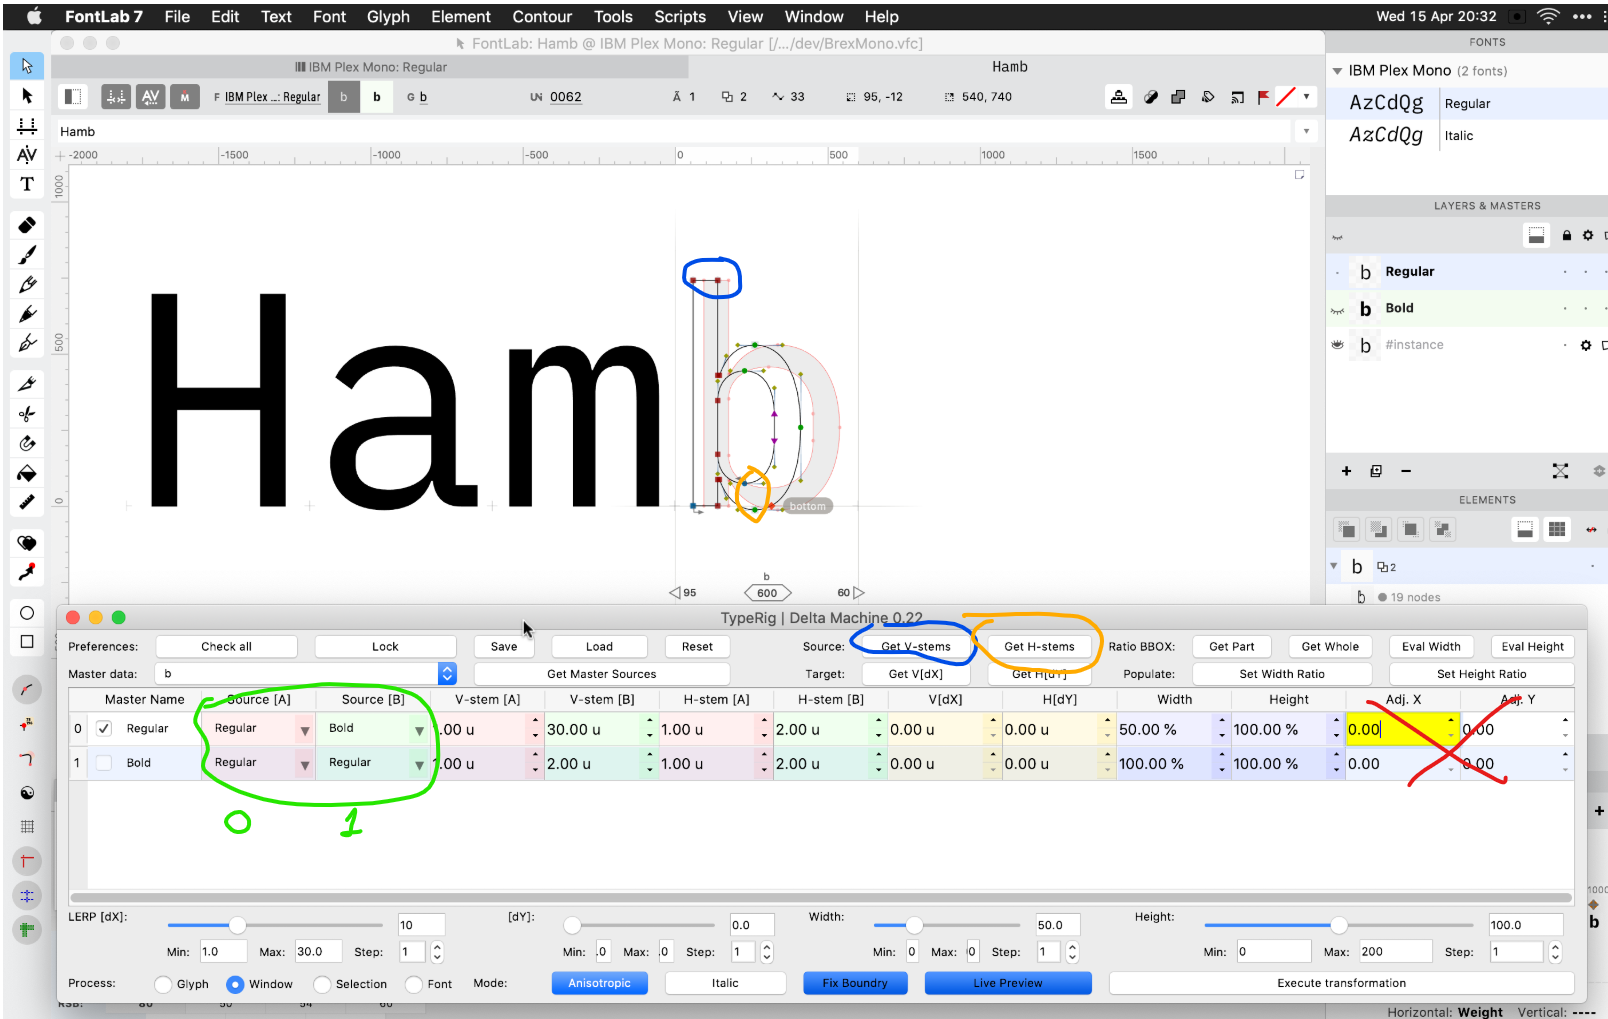 FontLab 7 File Edit Text Font Glyph Element Contour Tools Scripts View Window Help Wed 15 Apr 20:32
FontLab: Hamb @ IBM Plex Mono: Regular [/.../dev/BrexMono.vfc]
IBM Plex Mono: Regular Hamb
F IBM Plex ...: Regular b b G b 0062 1 2 33 95, -12 540, 740
Hamb
-2000 -1500 -1000 -500 0 500 1000 1500
1000
500
0
Hamb
bottom
b
95 600 60
FONTS
IBM Plex Mono (2 fonts)
AzCdQg Regular
AzCdQg Italic
LAYERS & MASTERS
b Regular
b Bold
b #instance
ELEMENTS
b 2
b 19 nodes
TypeRig | Delta Machine 0.22
Preferences: Check all Lock Save Load Reset Source: Get V-stems Get H-stems Ratio BBOX: Get Part Get Whole Eval Width Eval Height
Master data: b Get Master Sources Target: Get V[dX] Get H[dY] Populate: Set Width Ratio Set Height Ratio
Master Name Source [A] Source [B] V-stem [A] V-stem [B] H-stem [A] H-stem [B] V[dX] H[dY] Width Height Adj. X Adj. Y
0 Regular Regular Bold .00 u 30.00 u 1.00 u 2.00 u 0.00 u 0.00 u 50.00 % 100.00 % 0.00 0.00
1 Bold Regular Regular .00 u 2.00 u 1.00 u 2.00 u 0.00 u 0.00 u 100.00 % 100.00 % 0.00 0.00
0 1
LERP [dX]: 10 [dY]: 0.0 Width: 50.0 Height: 100.0
Min: 1.0 Max: 30.0 Step: 1 Min: .0 Max: .0 Step: 1 Min: 0 Max: 0 Step: 1 Min: 0 Max: 200 Step: 1
Process: Glyph Window Selection Font Mode: Anisotropic Italic Fix Boundry Live Preview Execute transformation
1000
b
Horizontal: Weight Vertical: ----